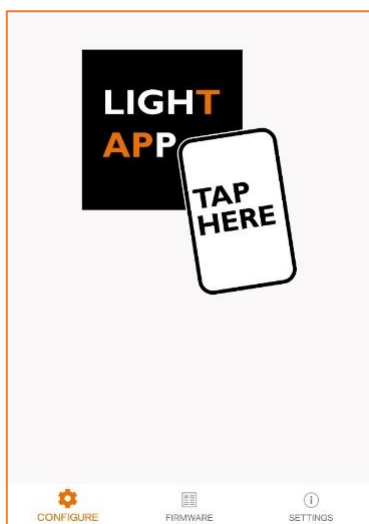 LIGHT
APP
TAP
HERE
CONFIGURE
FIRMWARE
SETTINGS